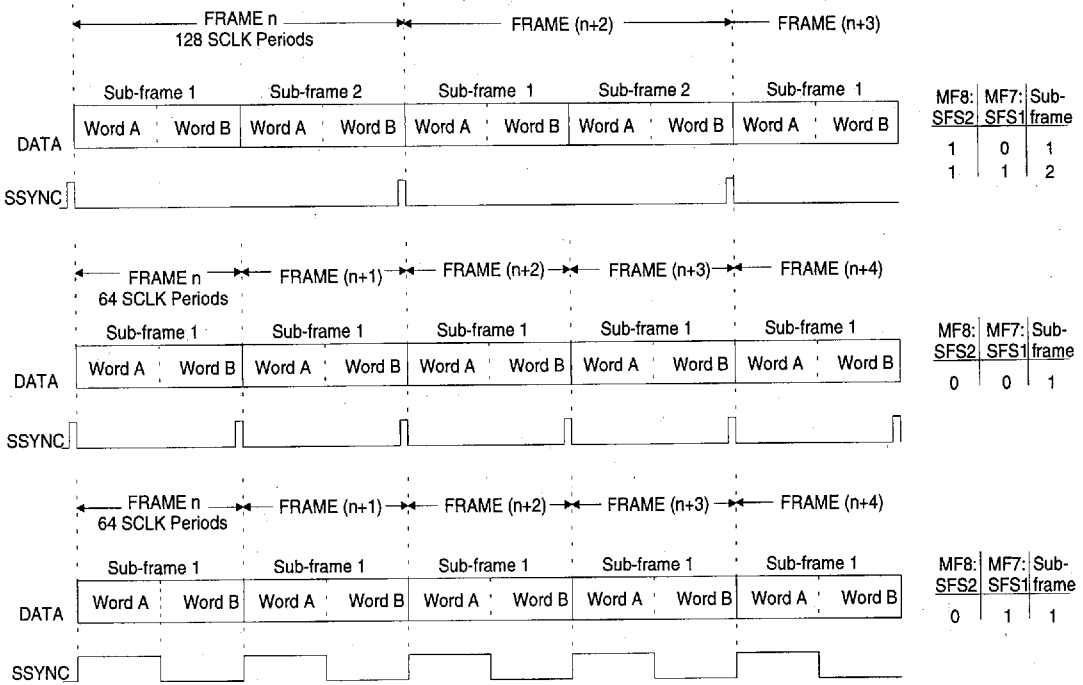 FRAME n FRAME (n+2) FRAME (n+3)
128 SCLK Periods
Sub-frame 1 Sub-frame 2 Sub-frame 1 Sub-frame 2 Sub-frame 1
DATA Word A Word B Word A Word B Word A Word B Word A Word B Word A Word B
SSYNC
MF8: MF7: Sub-
SFS2 SFS1 frame
1 0 1
1 1 2
FRAME n FRAME (n+1) FRAME (n+2) FRAME (n+3) FRAME (n+4)
64 SCLK Periods
Sub-frame 1 Sub-frame 1 Sub-frame 1 Sub-frame 1 Sub-frame 1
DATA Word A Word B Word A Word B Word A Word B Word A Word B Word A Word B
SSYNC
MF8: MF7: Sub-
SFS2 SFS1 frame
0 0 1
FRAME n FRAME (n+1) FRAME (n+2) FRAME (n+3) FRAME (n+4)
64 SCLK Periods
Sub-frame 1 Sub-frame 1 Sub-frame 1 Sub-frame 1 Sub-frame 1
DATA Word A Word B Word A Word B Word A Word B Word A Word B Word A Word B
SSYNC
MF8: MF7: Sub-
SFS2 SFS1 frame
0 1 1